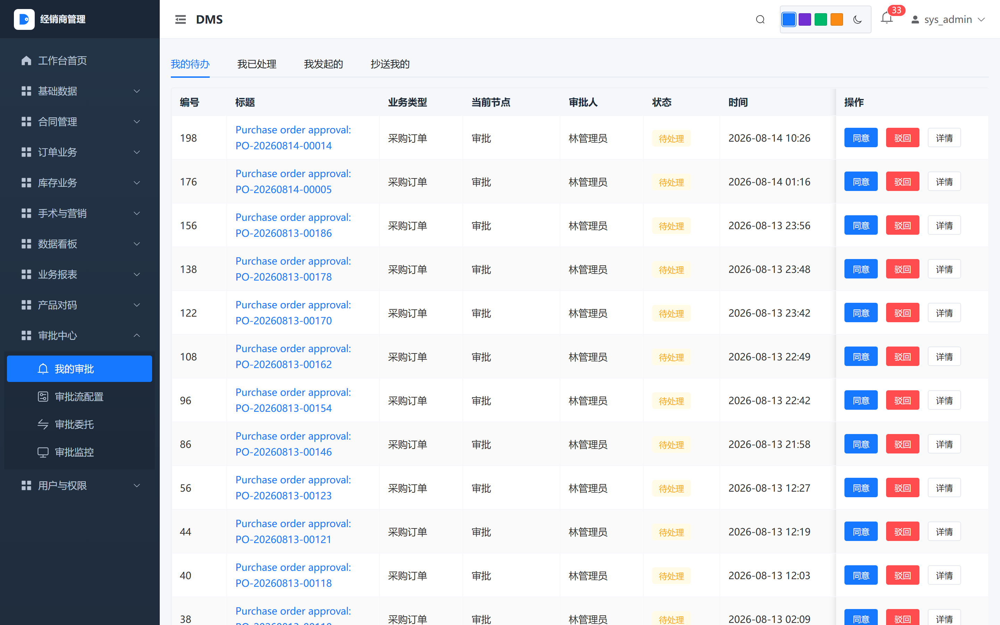 经销商管理
DMS
33
sys_admin
工作台首页
基础数据
合同管理
订单业务
库存业务
手术与营销
数据看板
业务报表
产品对码
审批中心
我的审批
审批流配置
审批委托
审批监控
用户与权限
我的待办 我已处理 我发起的 抄送我的
编号 标题 业务类型 当前节点 审批人 状态 时间 操作
Purchase order approval:
198 PO-20260814-00014 采购订单 审批 林管理员 待处理 2026-08-14 10:26 同意 驳回 详情
Purchase order approval:
176 PO-20260814-00005 采购订单 审批 林管理员 待处理 2026-08-14 01:16 同意 驳回 详情
Purchase order approval:
156 PO-20260813-00186 采购订单 审批 林管理员 待处理 2026-08-13 23:56 同意 驳回 详情
Purchase order approval:
138 PO-20260813-00178 采购订单 审批 林管理员 待处理 2026-08-13 23:48 同意 驳回 详情
Purchase order approval:
122 PO-20260813-00170 采购订单 审批 林管理员 待处理 2026-08-13 23:42 同意 驳回 详情
Purchase order approval:
108 PO-20260813-00162 采购订单 审批 林管理员 待处理 2026-08-13 22:49 同意 驳回 详情
Purchase order approval:
96 PO-20260813-00154 采购订单 审批 林管理员 待处理 2026-08-13 22:42 同意 驳回 详情
Purchase order approval:
86 PO-20260813-00146 采购订单 审批 林管理员 待处理 2026-08-13 21:58 同意 驳回 详情
Purchase order approval:
56 PO-20260813-00123 采购订单 审批 林管理员 待处理 2026-08-13 12:27 同意 驳回 详情
Purchase order approval:
44 PO-20260813-00121 采购订单 审批 林管理员 待处理 2026-08-13 12:19 同意 驳回 详情
Purchase order approval:
40 PO-20260813-00118 采购订单 审批 林管理员 待处理 2026-08-13 12:03 同意 驳回 详情
Purchase order approval:
38 采购订单 审批 林管理员 待处理 2026-08-13 02:09 同意 驳回 详情